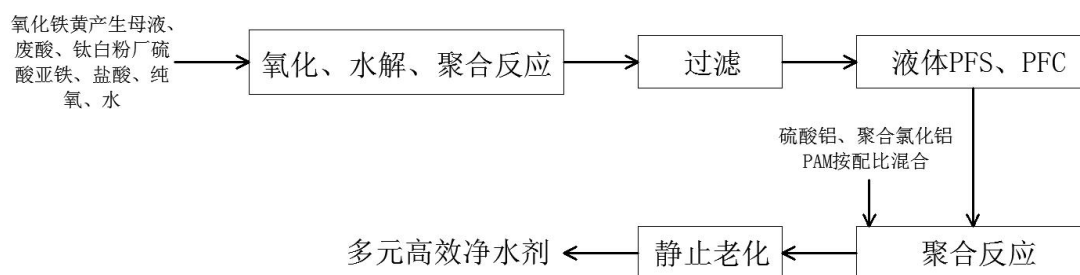 氧化铁黄产生母液、
废酸、钛白粉厂硫
酸亚铁、盐酸、纯
氧、水
氧化、水解、聚合反应
过滤
液体PFS、PFC
硫酸铝、聚合氯化铝
PAM按配比混合
聚合反应
静止老化
多元高效净水剂